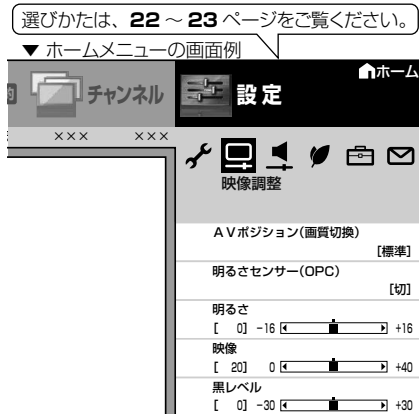 選びかたは、22～23ページをご覧ください。
▼ ホームメニューの画面例
チャンネル
設定
ホーム
×××
×××
映像調整
ＡＶポジション(画質切換)
[標準]
明るさセンサー(OPC)
[切]
明るさ
[ 0] -16 +16
映像
[ 20] 0 +40
黒レベル
[ 0] -30 +30